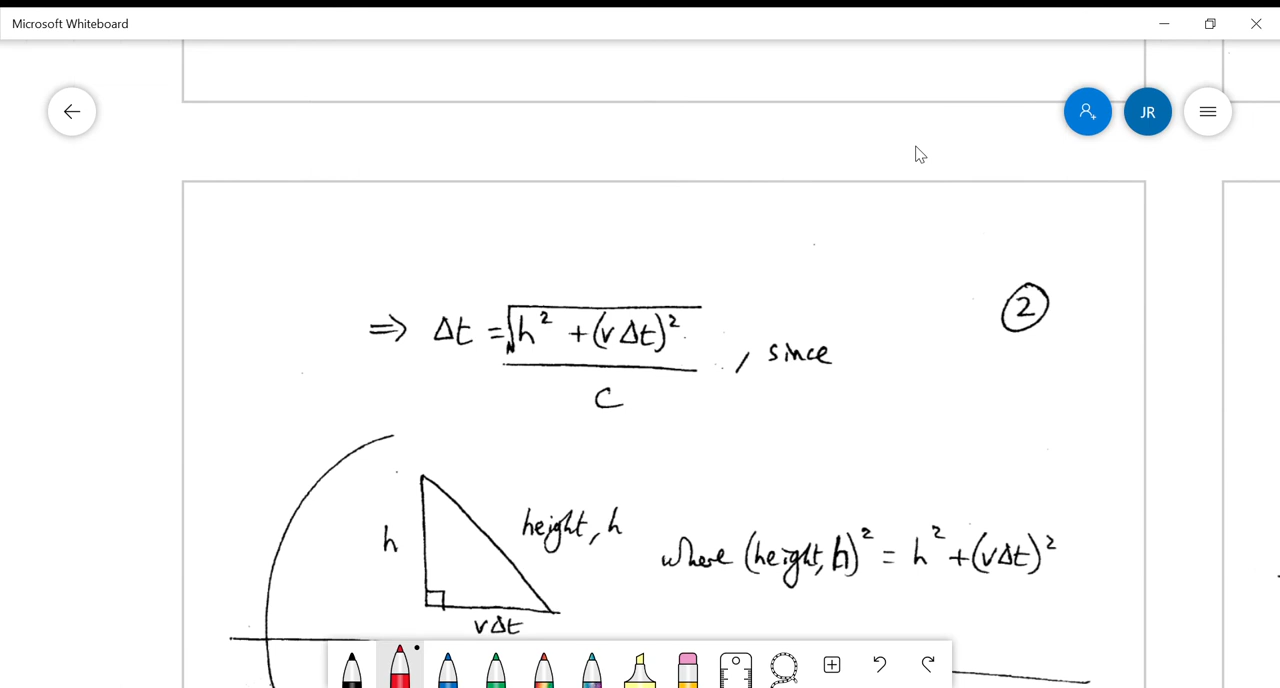 Microsoft Whiteboard
JR
②
⇒ Δt = √(h² + (vΔt)²) / c , since
h
height, h
where (height, h)² = h² + (vΔt)²
vΔt